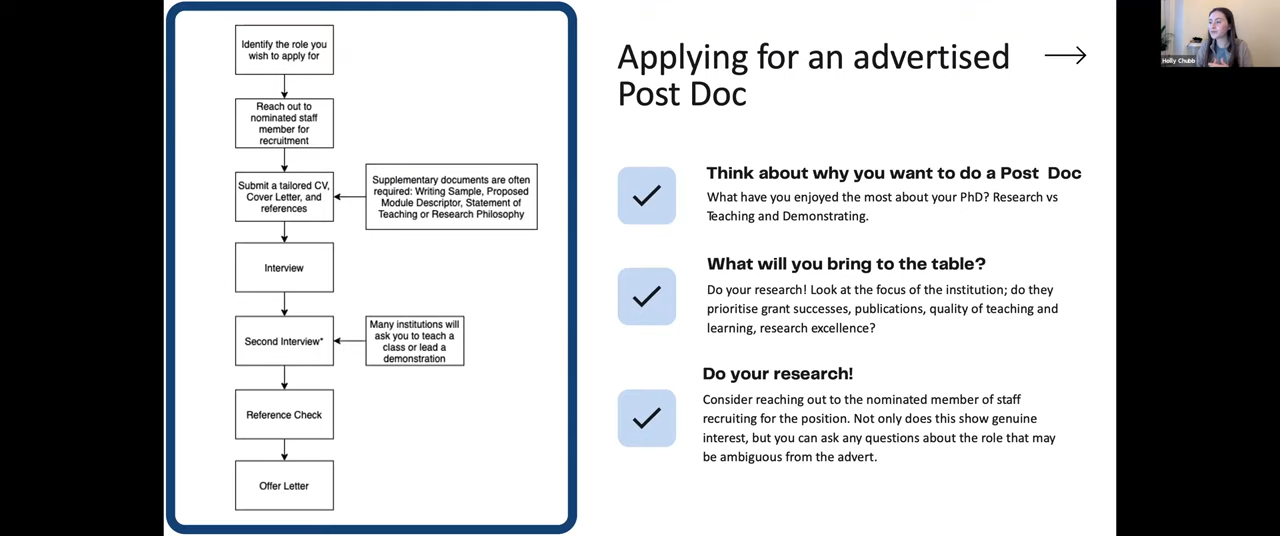 Identify the role you
wish to apply for
Reach out to
nominated staff
member for
recruitment
Submit a tailored CV,
Cover Letter, and
references
Supplementary documents are often
required: Writing Sample, Proposed
Module Descriptor, Statement of
Teaching or Research Philosophy
Interview
Second Interview*
Many institutions will
ask you to teach a
class or lead a
demonstration
Reference Check
Offer Letter
Applying for an advertised
Post Doc
Think about why you want to do a Post Doc
What have you enjoyed the most about your PhD? Research vs
Teaching and Demonstrating.
What will you bring to the table?
Do your research! Look at the focus of the institution; do they
prioritise grant successes, publications, quality of teaching and
learning, research excellence?
Do your research!
Consider reaching out to the nominated member of staff
recruiting for the position. Not only does this show genuine
interest, but you can ask any questions about the role that may
be ambiguous from the advert.
Holly Chubb